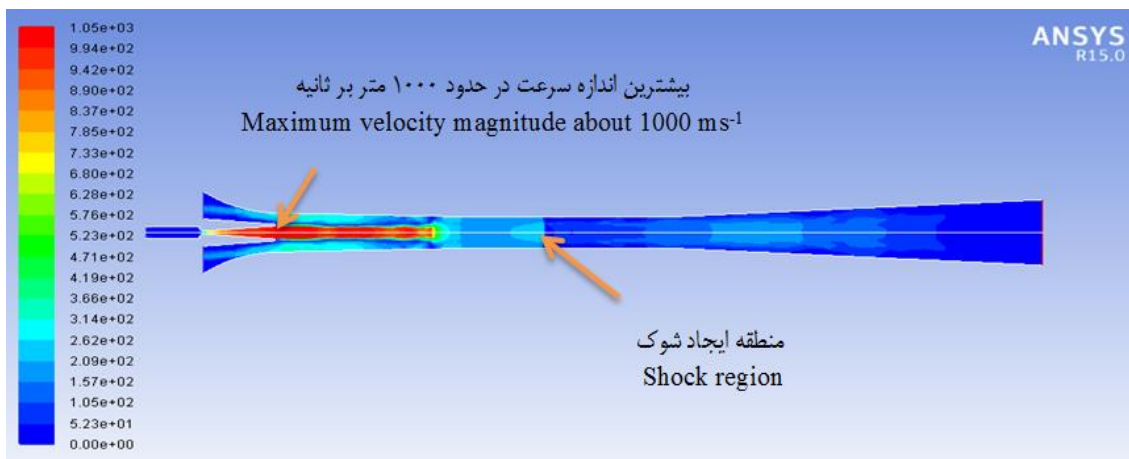 1.05e+03
9.94e+02
9.42e+02
8.90e+02
8.37e+02
7.85e+02
7.33e+02
6.80e+02
6.28e+02
5.76e+02
5.23e+02
4.71e+02
4.19e+02
3.66e+02
3.14e+02
2.62e+02
2.09e+02
1.57e+02
1.05e+02
5.23e+01
0.00e+00
ANSYS
R15.0
بیشترین اندازه سرعت در حدود ۱۰۰۰ متر بر ثانیه
Maximum velocity magnitude about 1000 ms-1
منطقه ایجاد شوک
Shock region